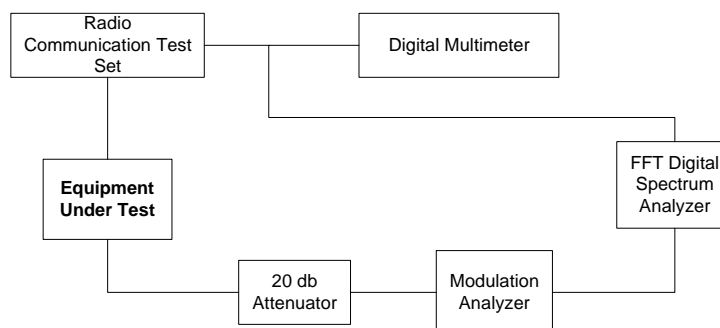 Radio
Communication Test
Set
Digital Multimeter
FFT Digital
Spectrum
Analyzer
Equipment
Under Test
20 db
Attenuator
Modulation
Analyzer